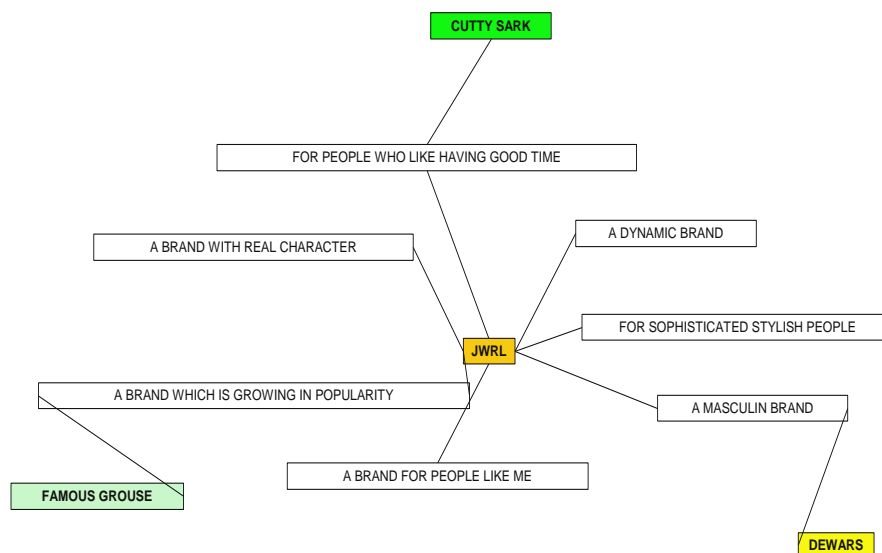 CUTTY SARK
FOR PEOPLE WHO LIKE HAVING GOOD TIME
A DYNAMIC BRAND
A BRAND WITH REAL CHARACTER
FOR SOPHISTICATED STYLISH PEOPLE
JWRL
A BRAND WHICH IS GROWING IN POPULARITY
A MASCULIN BRAND
A BRAND FOR PEOPLE LIKE ME
FAMOUS GROUSE
DEWARS